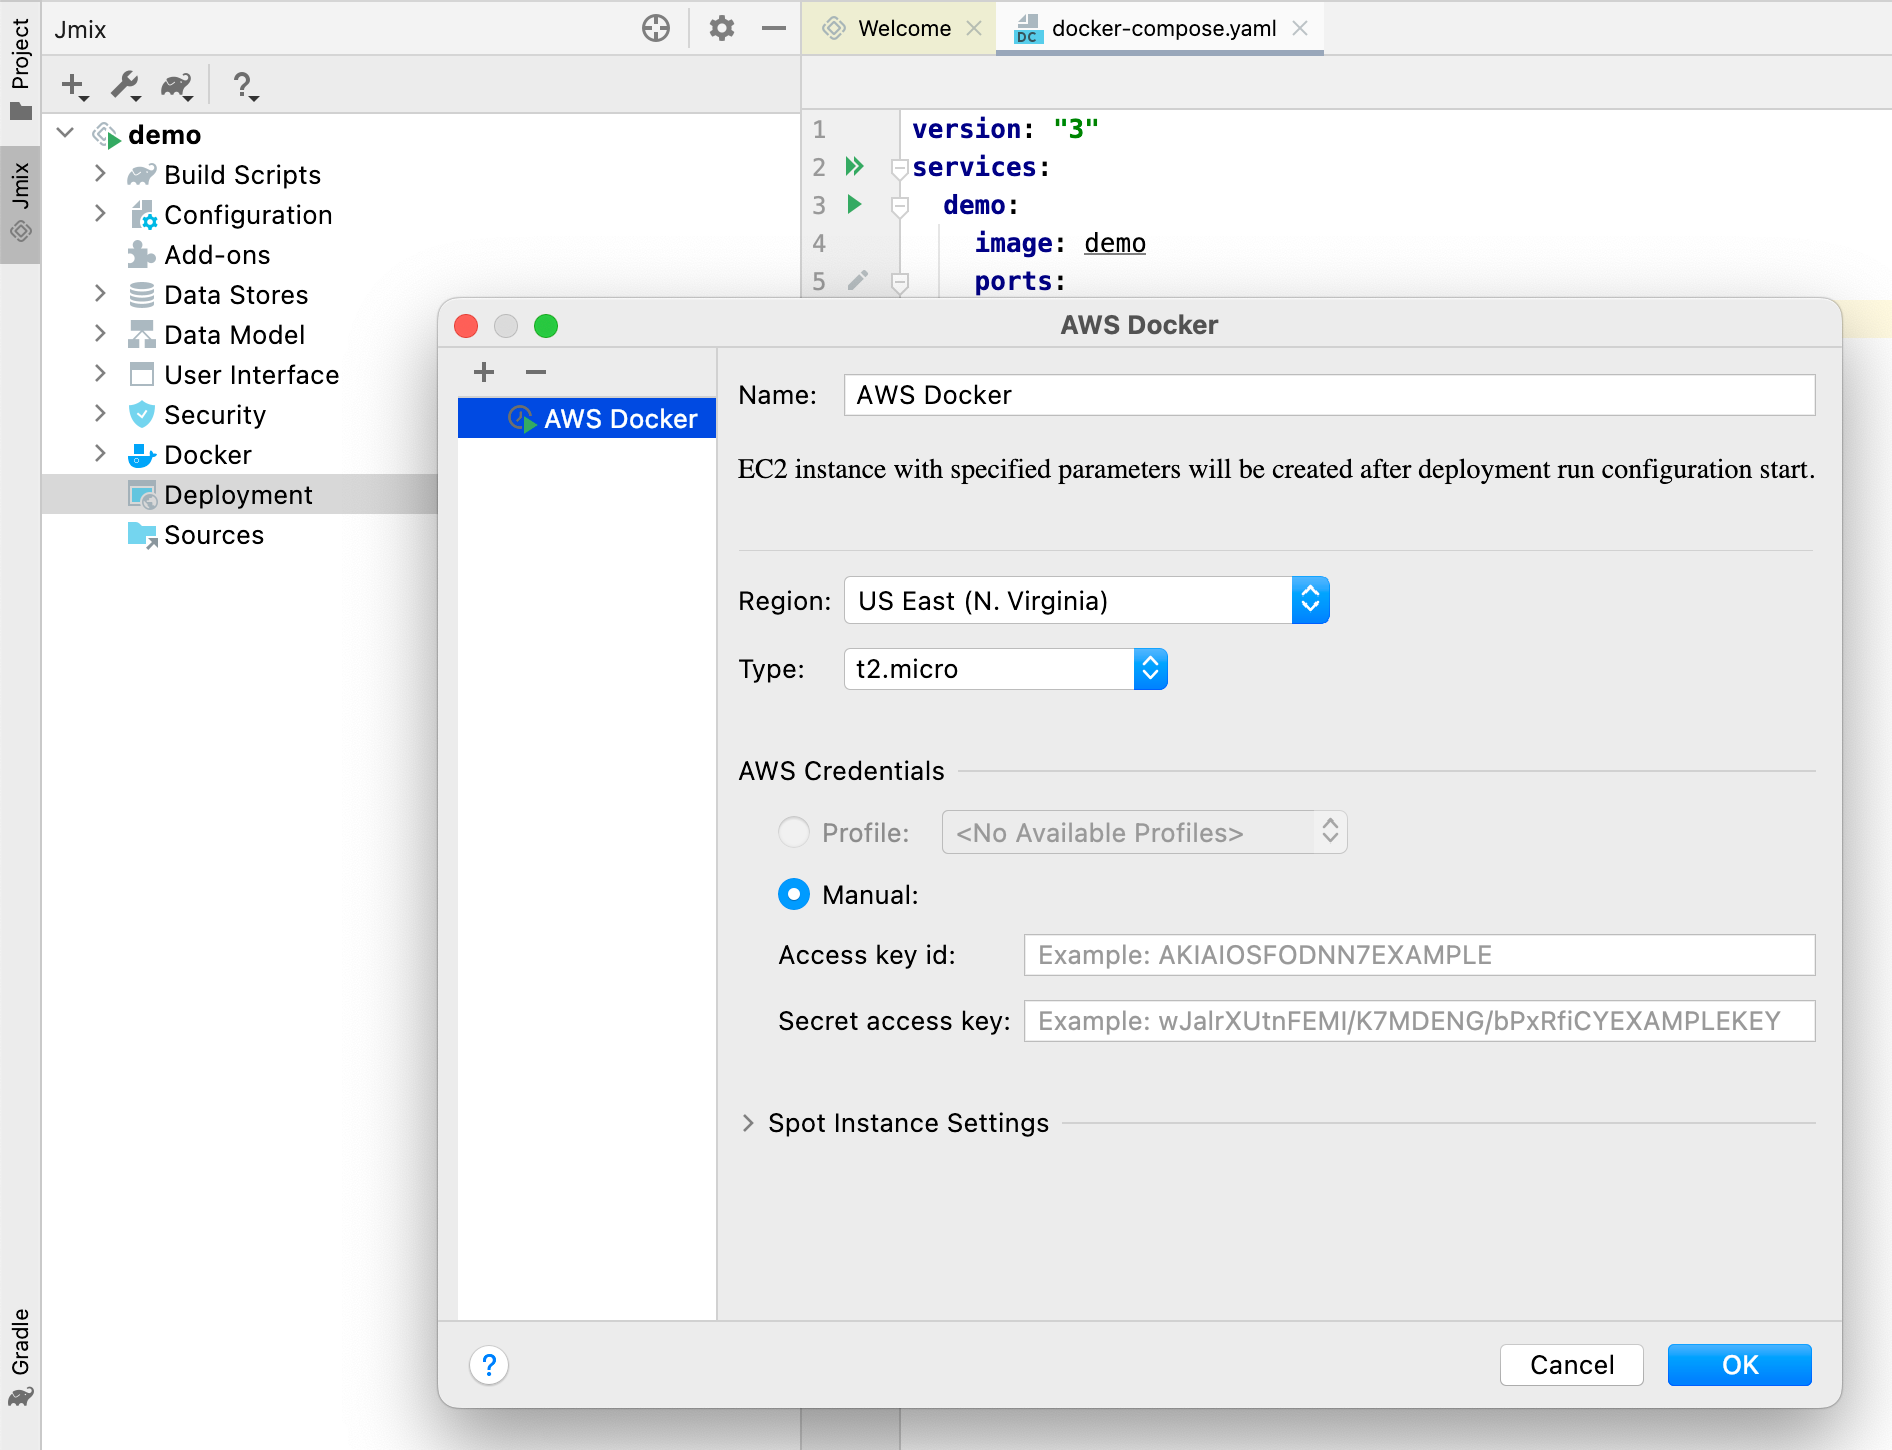 Project
Jmix
Gradle
Jmix
?
demo
Build Scripts
Configuration
Add-ons
Data Stores
Data Model
User Interface
Security
Docker
Deployment
Sources
Welcome
DC docker-compose.yaml
1 version: "3"
2 services:
3 demo:
4 image: demo
5 ports:
AWS Docker
AWS Docker
Name: AWS Docker
EC2 instance with specified parameters will be created after deployment run configuration start.
Region: US East (N. Virginia)
Type: t2.micro
AWS Credentials
Profile: <No Available Profiles>
Manual:
Access key id: Example: AKIAIOSFODNN7EXAMPLE
Secret access key: Example: wJalrXUtnFEMI/K7MDENG/bPxRfiCYEXAMPLEKEY
Spot Instance Settings
? Cancel OK